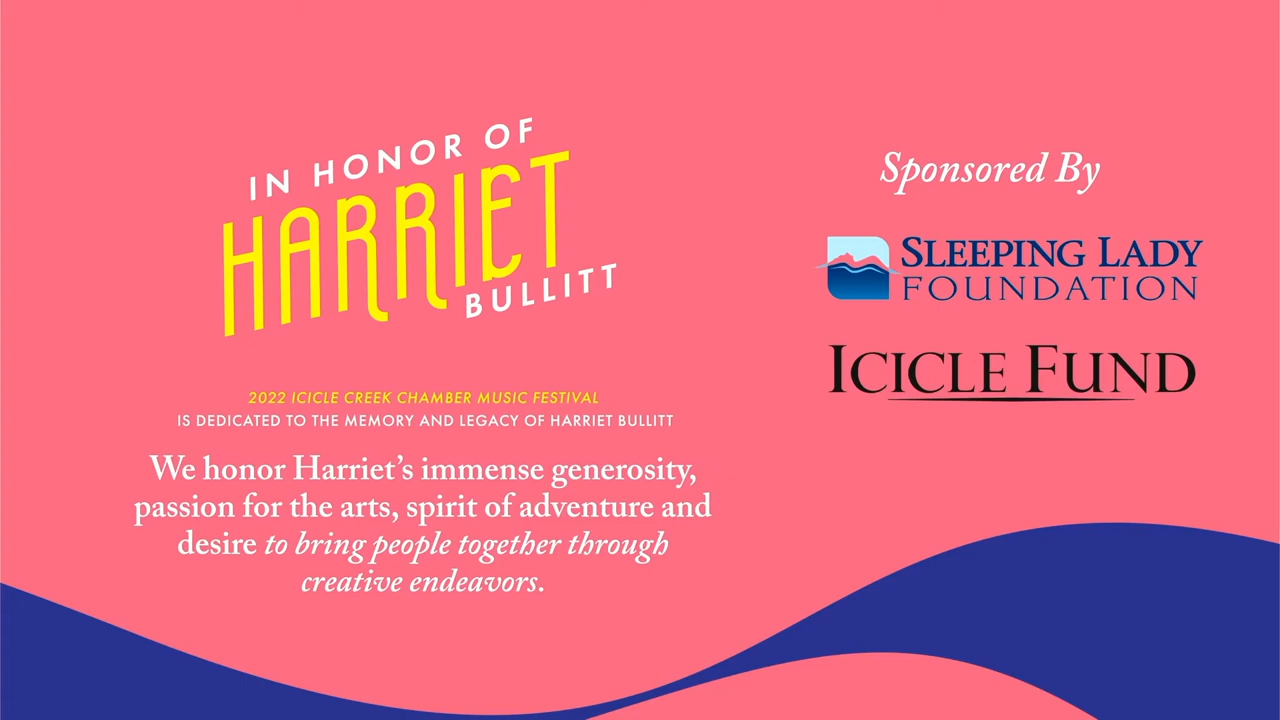 IN HONOR OF
HARRIET
BULLITT
2022 ICICLE CREEK CHAMBER MUSIC FESTIVAL
IS DEDICATED TO THE MEMORY AND LEGACY OF HARRIET BULLITT
We honor Harriet’s immense generosity,
passion for the arts, spirit of adventure and
desire to bring people together through
creative endeavors.
Sponsored By
SLEEPING LADY
FOUNDATION
ICICLE FUND